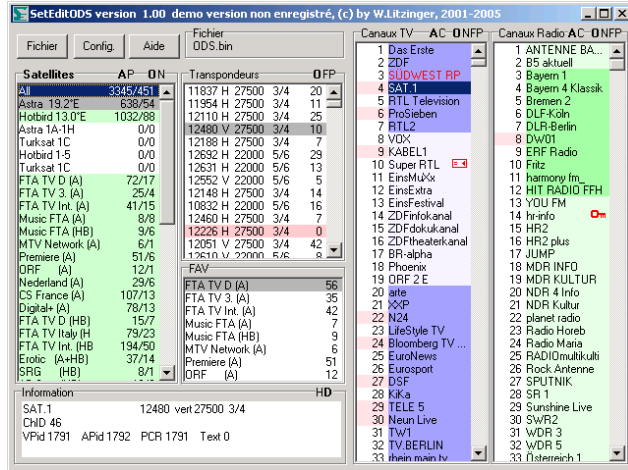 SetEditODS version 1.00 demo version non enregistré, (c) by W.Litzinger, 2001-2005
Fichier Config. Aide
Fichier
ODS.bin
Satellites AP ON
All 3345/451
Astra 19.2°E 638/54
Hotbird 13.0°E 1032/88
Astra 1A-1H 0/0
Turksat 1C 0/0
Hotbird 1-5 0/0
Turksat 1C 0/0
FTA TV D (A) 72/17
FTA TV 3. (A) 25/4
FTA TV Int. (A) 41/15
Music FTA (A) 8/8
Music FTA (HB) 9/6
MTV Network (A) 6/1
Premiere (A) 51/6
ORF (A) 12/1
Nederland (A) 29/6
CS France (A) 107/13
Digital+ (A) 78/13
FTA TV D (HB) 15/7
FTA TV Italy (H 79/23
FTA TV Int. (HB 194/50
Erotic (A+HB) 37/14
SRG (HB) 8/1
Transpondeurs 0FP
11837 H 27500 3/4 20
11954 H 27500 3/4 11
12110 H 27500 3/4 25
12480 V 27500 3/4 10
12188 H 27500 3/4 7
12692 H 22000 5/6 29
12631 H 22000 5/6 13
12552 V 22000 5/6 5
12148 H 27500 3/4 14
10832 H 22000 5/6 16
12460 H 27500 3/4 7
12226 H 27500 3/4 0
12051 V 27500 3/4 42
12610 V 22000 5/6 8
FAV
FTA TV D (A) 56
FTA TV 3. (A) 35
FTA TV Int. (A) 42
Music FTA (A) 7
Music FTA (HB) 9
MTV Network (A) 6
Premiere (A) 51
ORF (A) 12
Information HD
SAT.1 12480 vert 27500 3/4
ChID 46
VPid 1791 APid 1792 PCR 1791 Text 0
Canaux TV AC ONFP
1 Das Erste
2 ZDF
3 SÜDWEST RP
4 SAT.1
5 RTL Television
6 ProSieben
7 RTL2
8 VOX
9 KABEL1
10 Super RTL
11 EinsMuXx
12 EinsExtra
13 EinsFestival
14 ZDFinfokanal
15 ZDFdokukanal
16 ZDFtheaterkanal
17 BR-alpha
18 Phoenix
19 ORF 2 E
20 arte
21 XXP
22 N24
23 LifeStyle TV
24 Bloomberg TV ...
25 EuroNews
26 Eurosport
27 DSF
28 KiKa
29 TELE 5
30 Neun Live
31 TW1
32 TV.BERLIN
33 rhein main tv
Canaux Radio AC ONFP
1 ANTENNE BA...
2 B5 aktuell
3 Bayern 1
4 Bayern 4 Klassik
5 Bremen 2
6 DLF-Köln
7 DLR-Berlin
8 DW01
9 ERF Radio
10 Fritz
11 harmony fm_
12 HIT RADIO FFH
13 YOU FM
14 hr-info
15 HR2
16 HR2 plus
17 JUMP
18 MDR INFO
19 MDR KULTUR
20 NDR 4 Info
21 NDR Kultur
22 planet radio
23 Radio Horeb
24 Radio Maria
25 RADIOmultikulti
26 Rock Antenne
27 SPUTNIK
28 SR 1
29 Sunshine Live
30 SWR2
31 WDR 3
32 WDR 5
33 Österreich 1